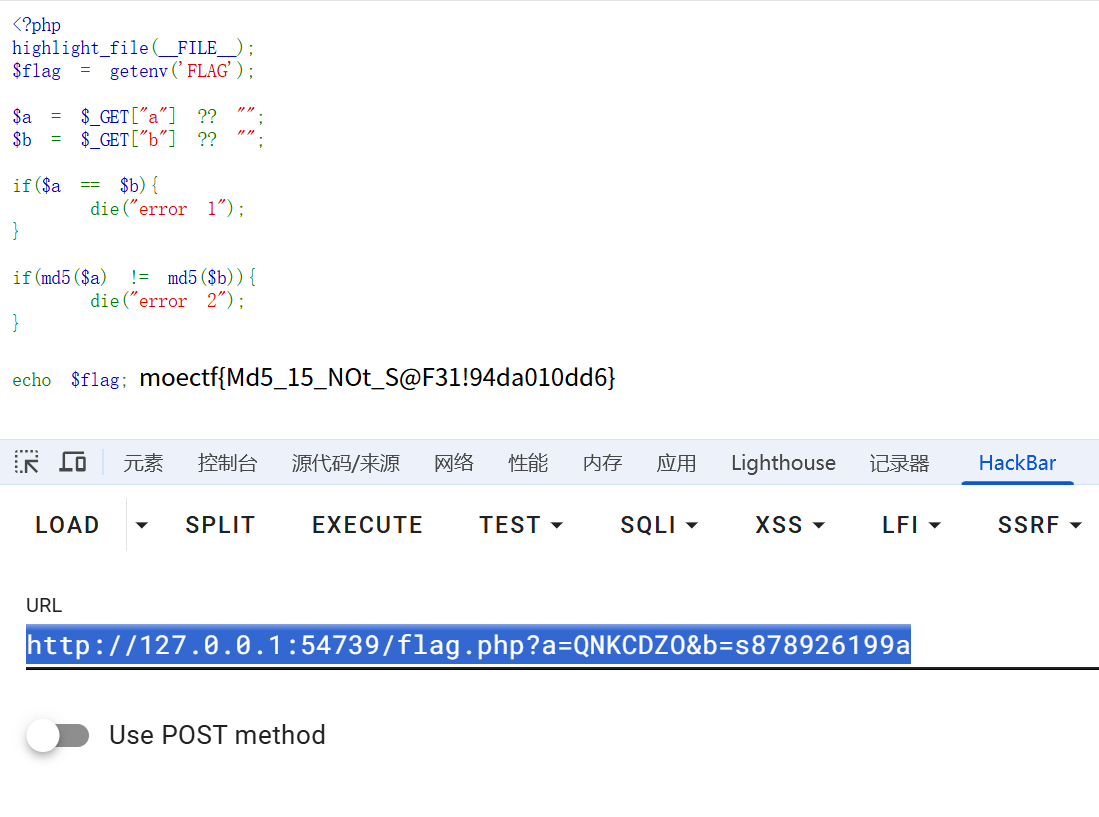 <?php
highlight_file(__FILE__);
$flag = getenv('FLAG');
$a = $_GET["a"] ?? "";
$b = $_GET["b"] ?? "";
if($a == $b){
die("error 1");
}
if(md5($a) != md5($b)){
die("error 2");
}
echo $flag; moectf{Md5_15_NOt_S@F31!94da010dd6}
元素 控制台 源代码/来源 网络 性能 内存 应用 Lighthouse 记录器 HackBar
LOAD SPLIT EXECUTE TEST SQLI XSS LFI SSRF
URL
http://127.0.0.1:54739/flag.php?a=QNKCDZO&b=s878926199a
Use POST method